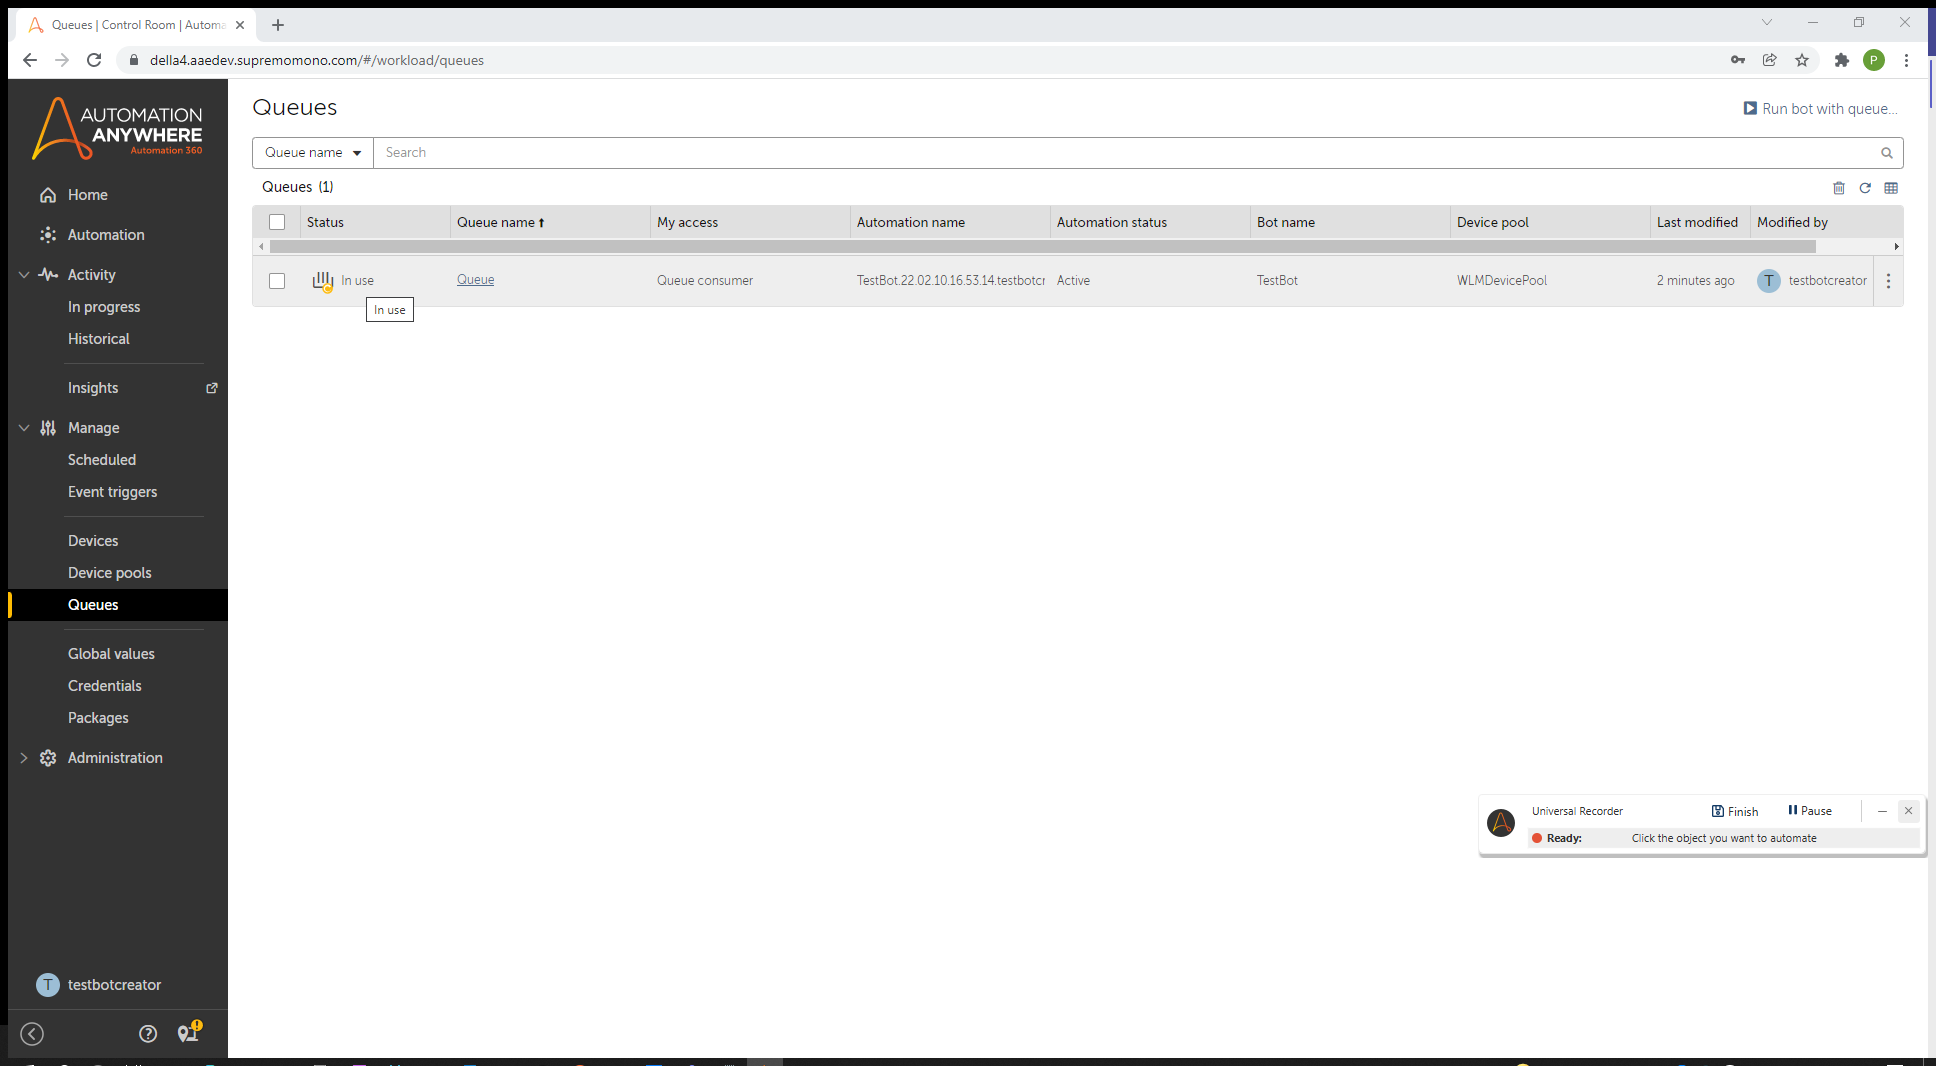 Queues | Control Room | Automa
della4.aaedev.supremomono.com/#/workload/queues
P
AUTOMATION
ANYWHERE
Automation 360
Home
Automation
Activity
In progress
Historical
Insights
Manage
Scheduled
Event triggers
Devices
Device pools
Queues
Global values
Credentials
Packages
Administration
T testbotcreator
Queues
Run bot with queue...
Queue name Search
Queues (1)
Status Queue name My access Automation name Automation status Bot name Device pool Last modified Modified by
In use Queue Queue consumer TestBot.22.02.10.16.53.14.testbotcr Active TestBot WLMDevicePool 2 minutes ago T testbotcreator
In use
Universal Recorder Finish Pause
Ready: Click the object you want to automate